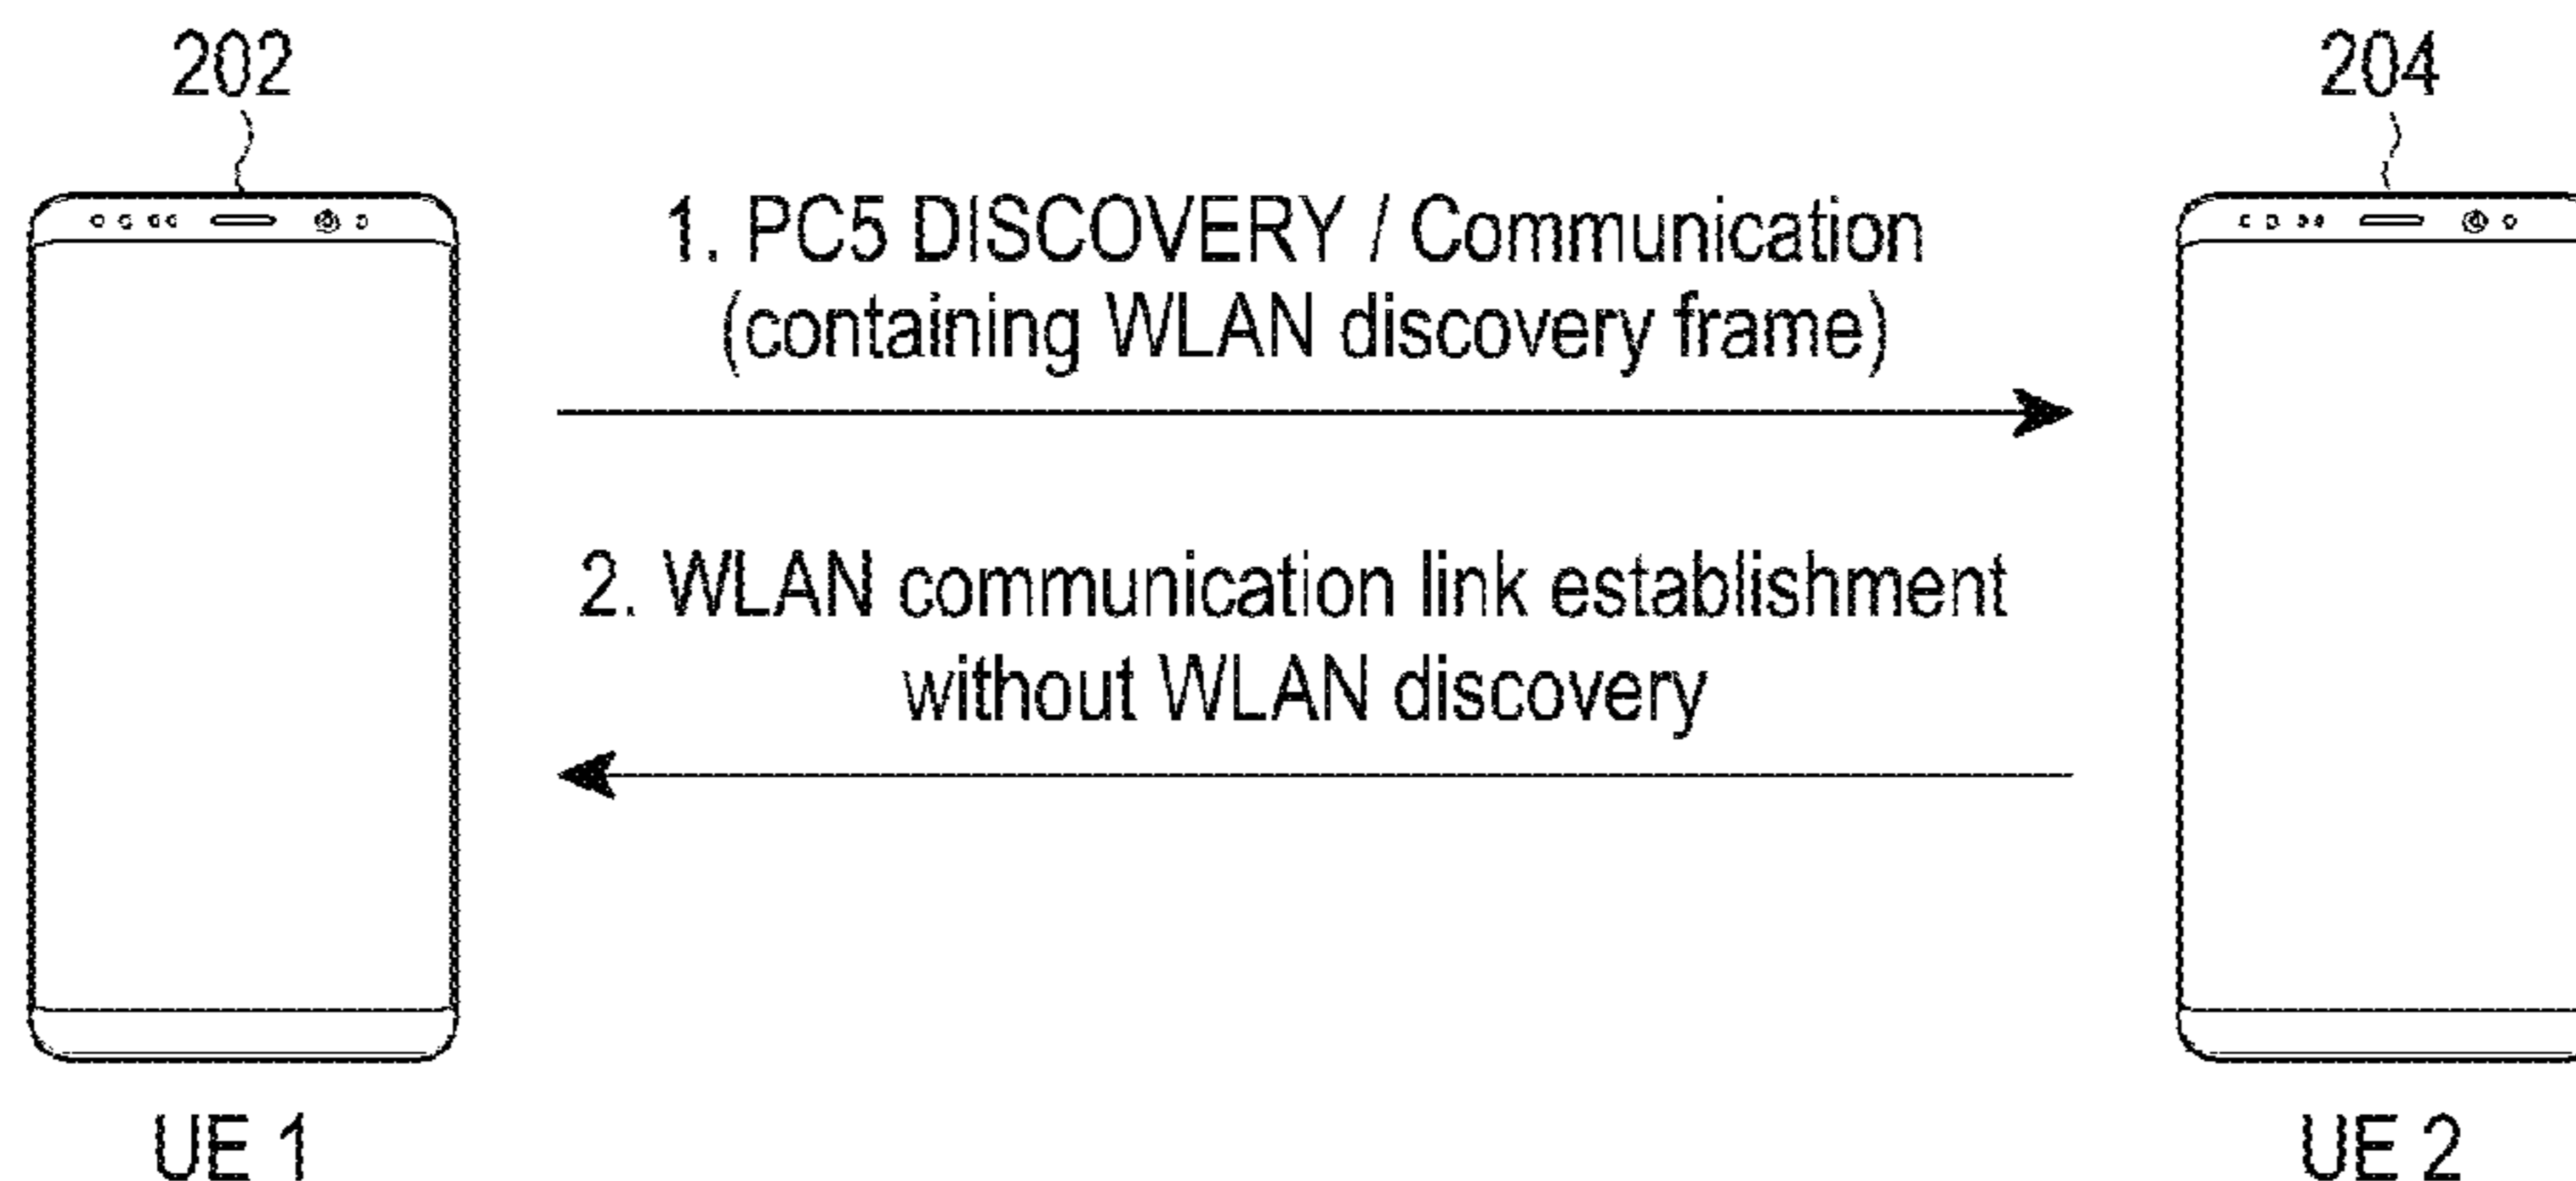 202
204
1. PC5 DISCOVERY / Communication
(containing WLAN discovery frame)
2. WLAN communication link establishment
without WLAN discovery
UE 1
UE 2